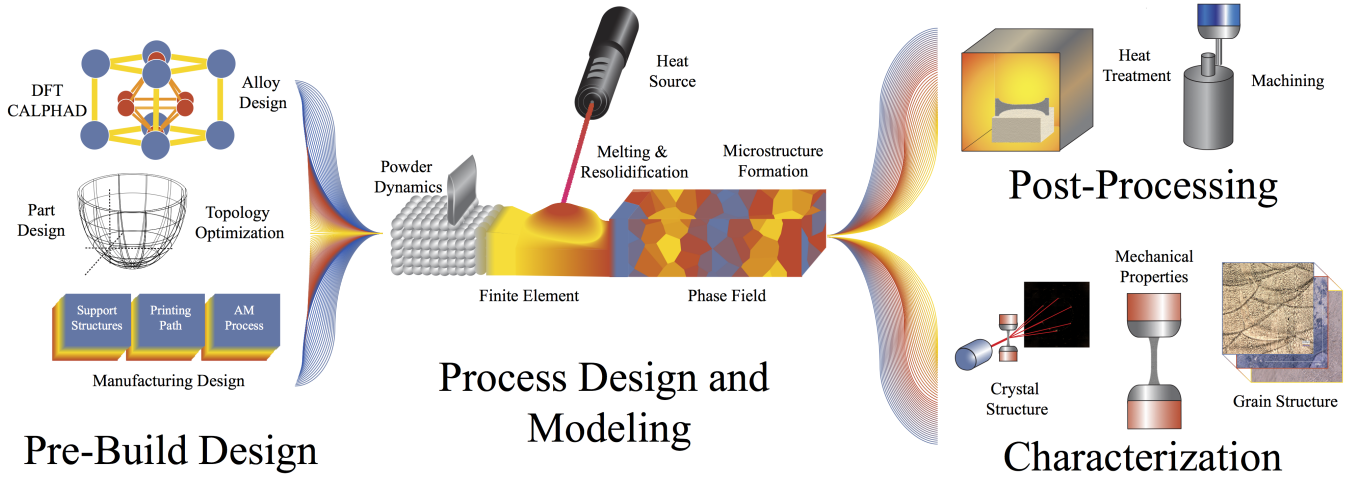 DFT
CALPHAD
Alloy
Design
Part
Design
Topology
Optimization
Support
Structures
Printing
Path
AM
Process
Manufacturing Design
Pre-Build Design
Heat
Source
Powder
Dynamics
Melting &
Resolidification
Microstructure
Formation
Finite Element
Phase Field
Process Design and
Modeling
Heat
Treatment
Machining
Post-Processing
Mechanical
Properties
Crystal
Structure
Grain Structure
Characterization